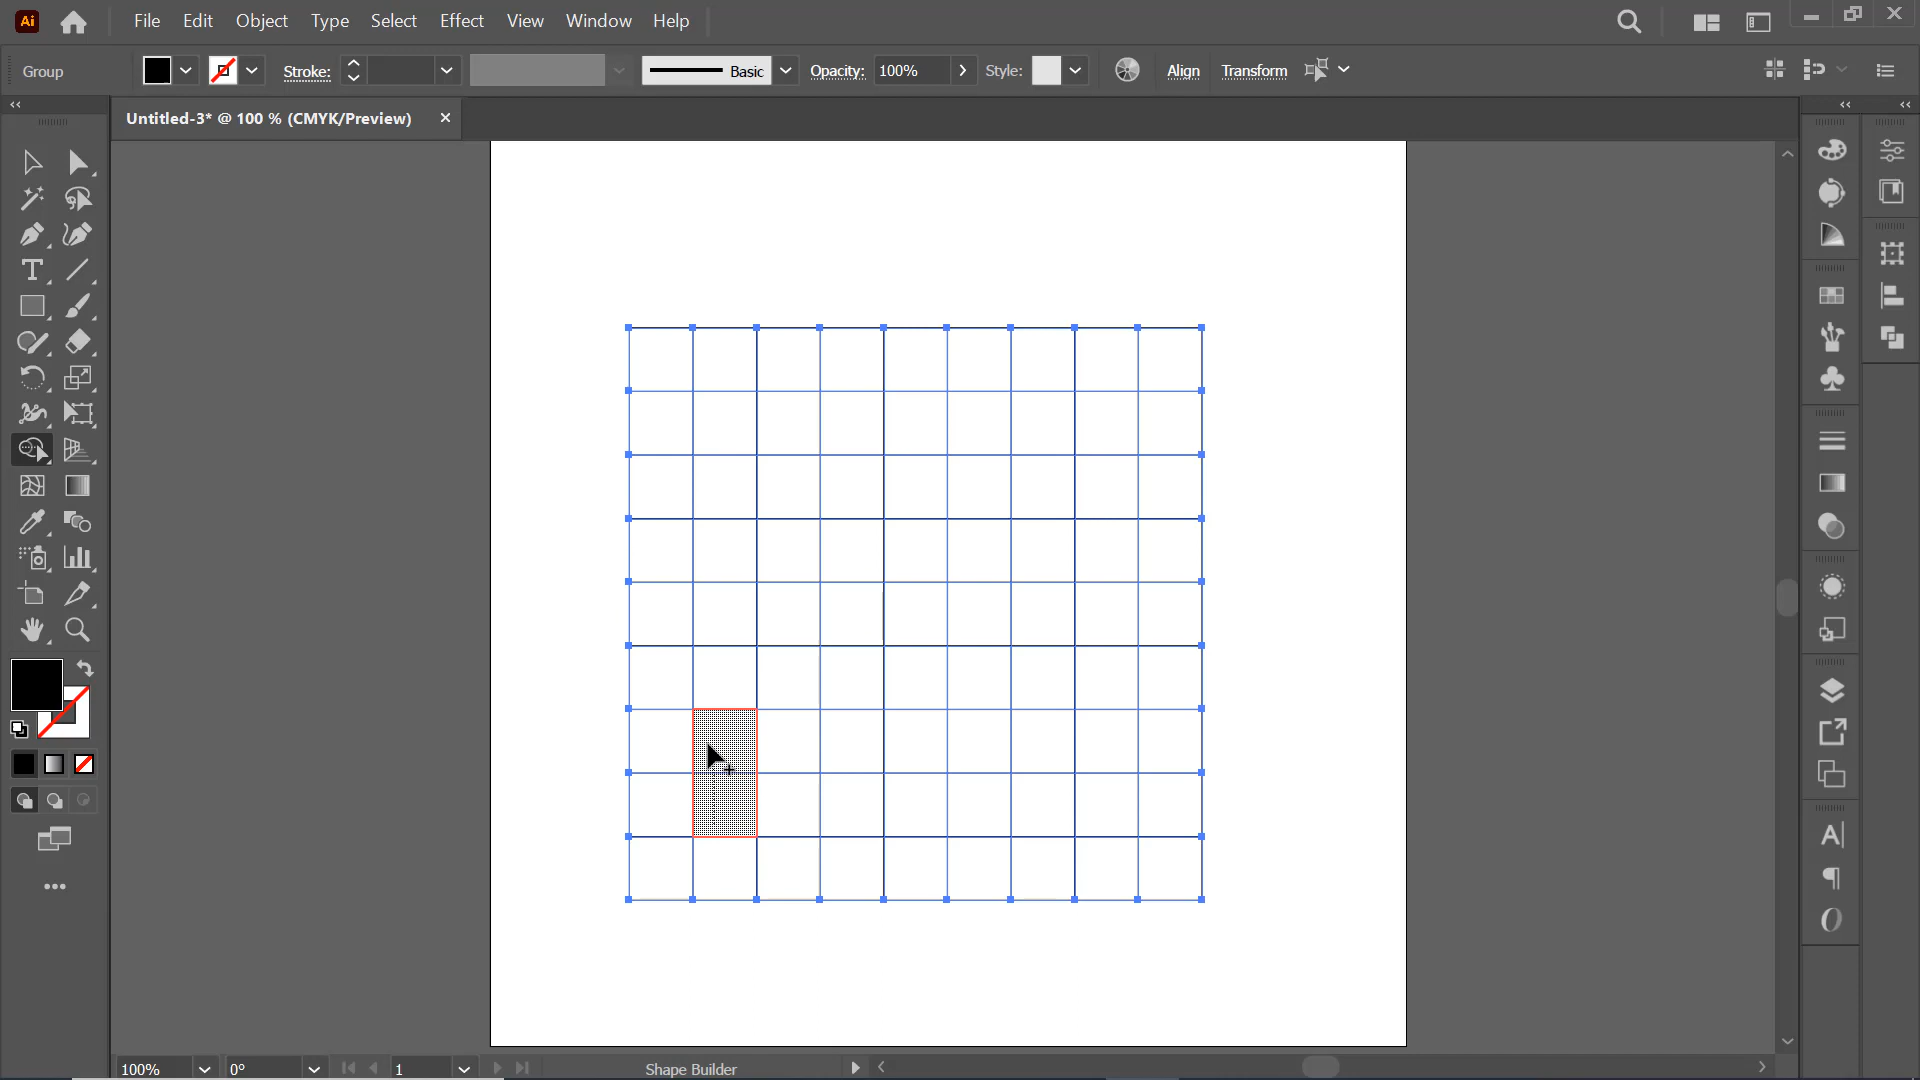 Ai File Edit Object Type Select Effect View Window Help
Group Stroke: Basic Opacity: 100% Style: Align Transform
Untitled-3* @ 100 % (CMYK/Preview)
100% 0° 1 Shape Builder